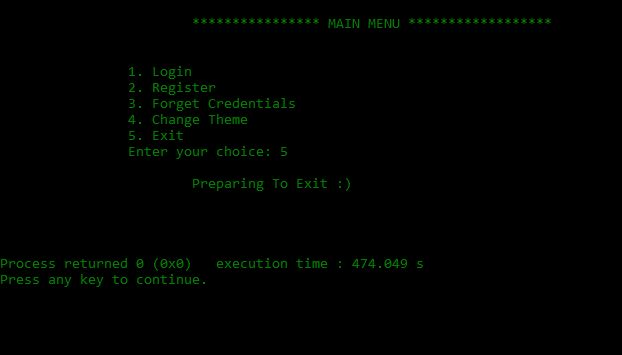 **************** MAIN MENU ******************
1. Login
2. Register
3. Forget Credentials
4. Change Theme
5. Exit
Enter your choice: 5
Preparing To Exit :)
Process returned 0 (0x0)   execution time : 474.049 s
Press any key to continue.